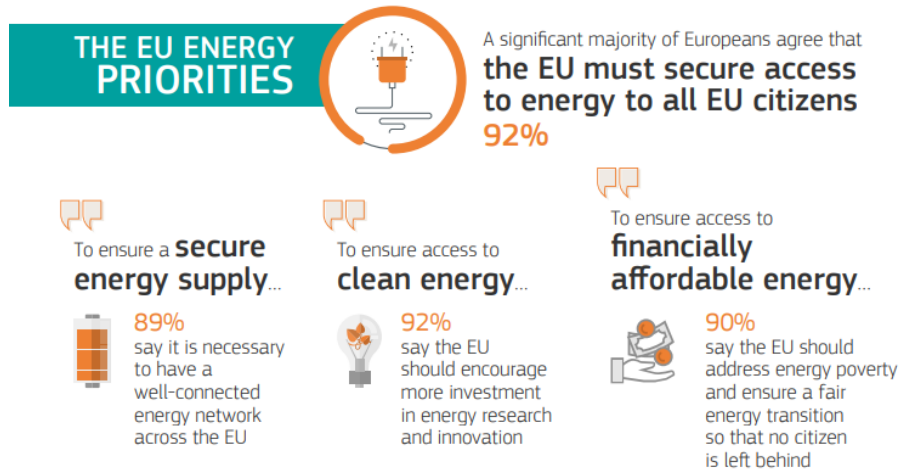 THE EU ENERGY
PRIORITIES
A significant majority of Europeans agree that
the EU must secure access
to energy to all EU citizens
92%
To ensure a secure
energy supply...
89%
say it is necessary
to have a
well-connected
energy network
across the EU
To ensure access to
clean energy...
92%
say the EU
should encourage
more investment
in energy research
and innovation
To ensure access to
financially
affordable energy...
90%
say the EU should
address energy poverty
and ensure a fair
energy transition
so that no citizen
is left behind